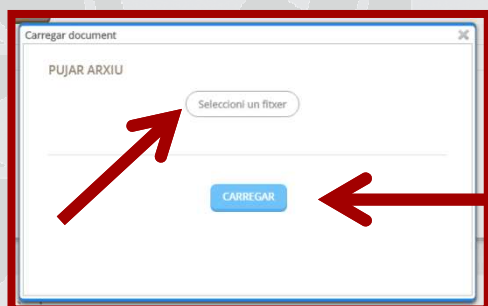 Carregar document
PUJAR ARXIU
Seleccioni un fitxer
CARREGAR